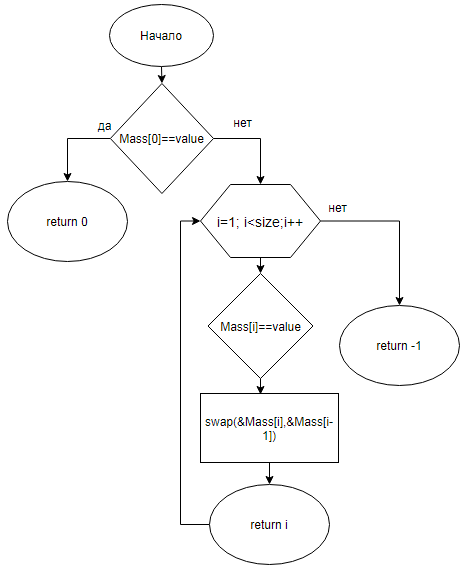 Начало
Mass[0]==value
да
нет
return 0
i=1; i<size;i++
нет
Mass[i]==value
return -1
swap(&Mass[i],&Mass[i-
1])
return i